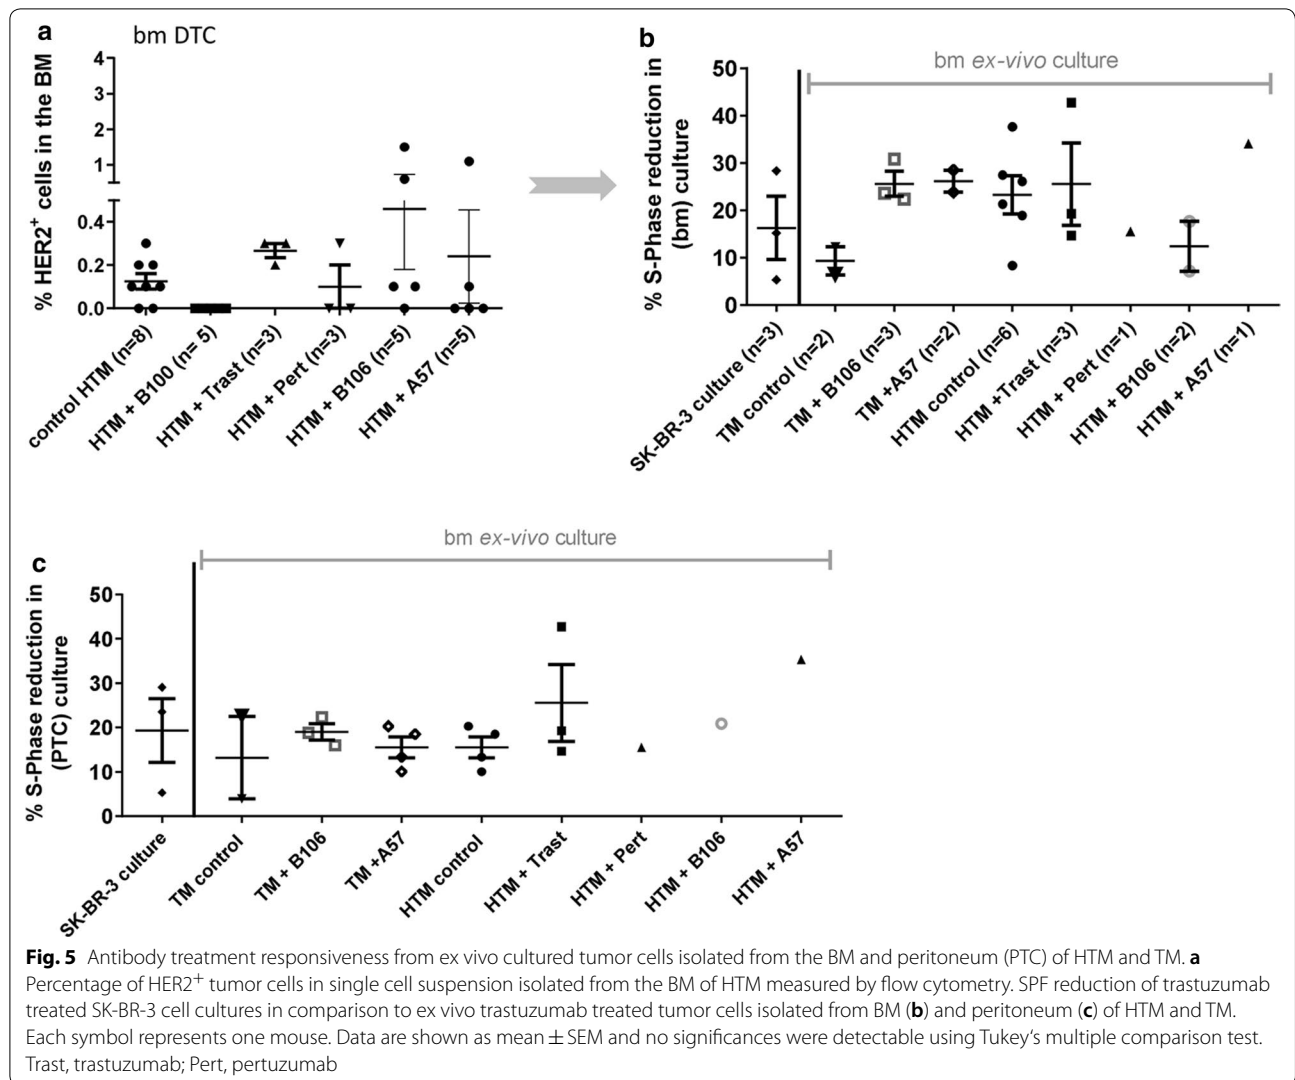 a
bm DTC
% HER2+ cells in the BM
4
3
2
1
0.4
0.2
0.0
control HTM (n=8)
HTM + B100 (n= 5)
HTM + Trast (n=3)
HTM + Pert (n=3)
HTM + B106 (n=5)
HTM + A57 (n=5)
b
bm ex-vivo culture
% S-Phase reduction in
(bm) culture
50
40
30
20
10
0
SK-BR-3 culture (n=3)
TM control (n=2)
TM + B106 (n=3)
TM +A57 (n=2)
HTM control (n=6)
HTM +Trast (n=3)
HTM + Pert (n=1)
HTM + B106 (n=2)
HTM + A57 (n=1)
c
bm ex-vivo culture
% S-Phase reduction in
(PTC) culture
50
40
30
20
10
0
SK-BR-3 culture
TM control
TM + B106
TM +A57
HTM control
HTM + Trast
HTM + Pert
HTM + B106
HTM + A57
Fig. 5 Antibody treatment responsiveness from ex vivo cultured tumor cells isolated from the BM and peritoneum (PTC) of HTM and TM. a
Percentage of HER2+ tumor cells in single cell suspension isolated from the BM of HTM measured by flow cytometry. SPF reduction of trastuzumab
treated SK-BR-3 cell cultures in comparison to ex vivo trastuzumab treated tumor cells isolated from BM (b) and peritoneum (c) of HTM and TM.
Each symbol represents one mouse. Data are shown as mean ± SEM and no significances were detectable using Tukey‘s multiple comparison test.
Trast, trastuzumab; Pert, pertuzumab